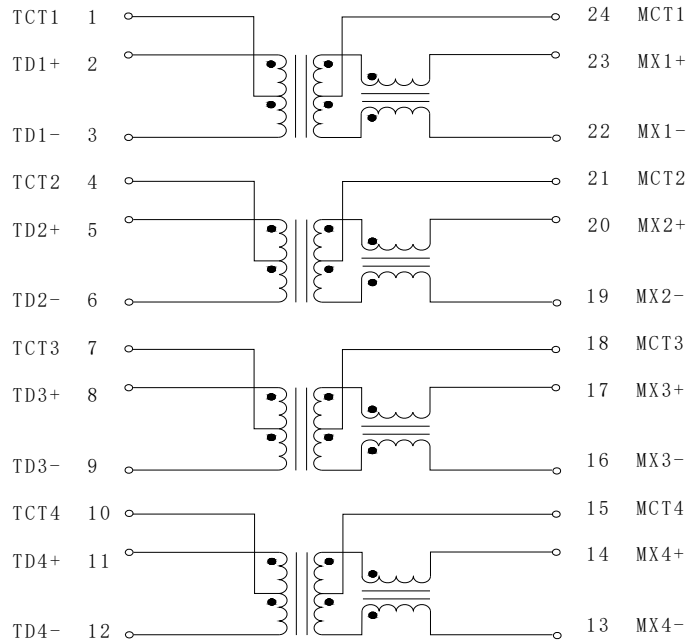 TCT1 1 24 MCT1
TD1+ 2 23 MX1+
TD1- 3 22 MX1-
TCT2 4 21 MCT2
TD2+ 5 20 MX2+
TD2- 6 19 MX2-
TCT3 7 18 MCT3
TD3+ 8 17 MX3+
TD3- 9 16 MX3-
TCT4 10 15 MCT4
TD4+ 11 14 MX4+
TD4- 12 13 MX4-